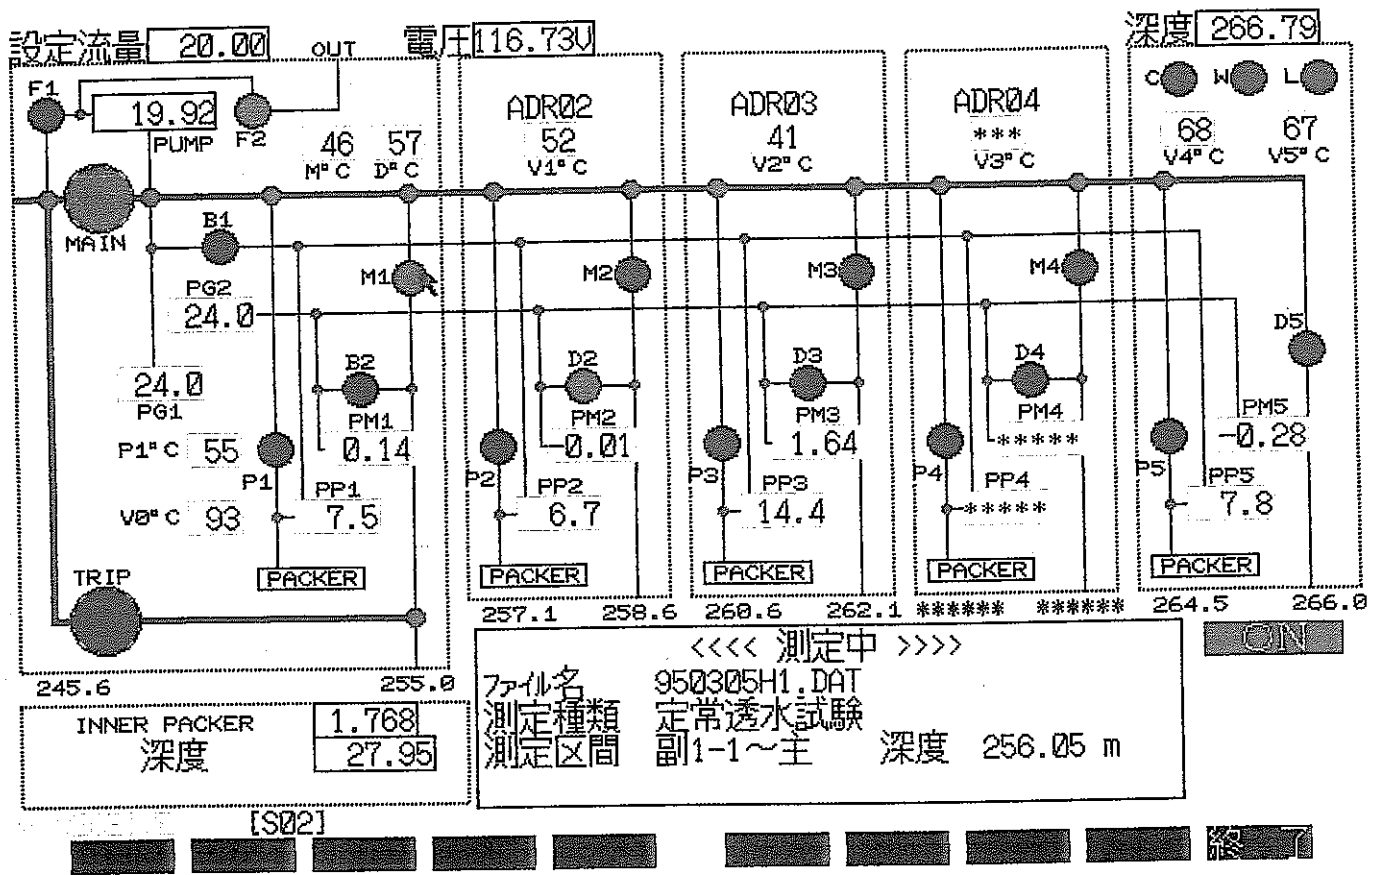 設定流量 20.00 OUT 電圧 116.73V 深度 266.79
F1 19.92 PUMP F2
46 57
M°C D°C
ADR02
52
V1°C
ADR03
41
V2°C
ADR04
***
V3°C
C W L
68 67
V4°C V5°C
MAIN
B1
M1 M2 M3 M4
PG2
24.0
D5
B2 D2 D3 D4
24.0
PG1
PM1 PM2 PM3 PM4 PM5
0.14 -0.01 1.64 ***** -0.28
P1°C 55
P1 P2 P3 P4 P5
PP1 PP2 PP3 PP4 PP5
V0°C 93 7.5 6.7 14.4 ***** 7.8
PACKER PACKER PACKER PACKER PACKER
TRIP
257.1 258.6 260.6 262.1 ****** ****** 264.5 266.0
ON
245.6 255.0
<<<< 測定中 >>>>
ファイル名 950305H1.DAT
測定種類 定常透水試験
測定区間 副1-1~主 深度 256.05 m
INNER PACKER 1.768
深度 27.95
[S02]
終 了